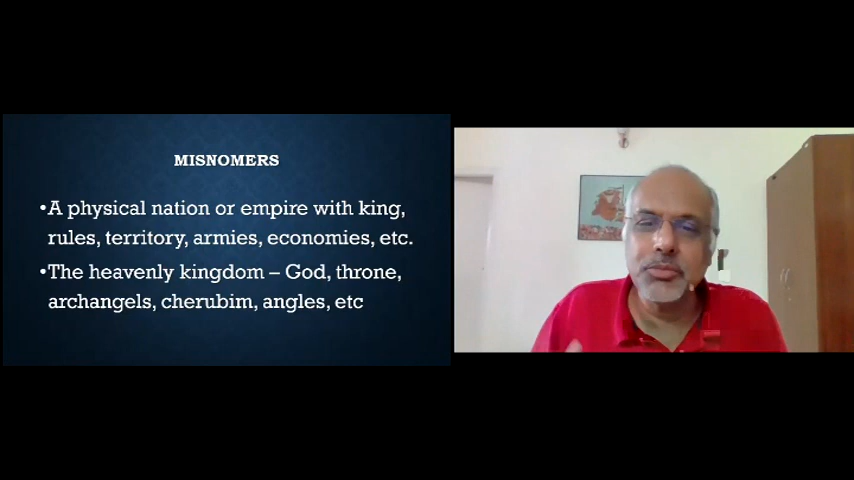 MISNOMERS
•A physical nation or empire with king,
rules, territory, armies, economies, etc.
•The heavenly kingdom – God, throne,
archangels, cherubim, angles, etc